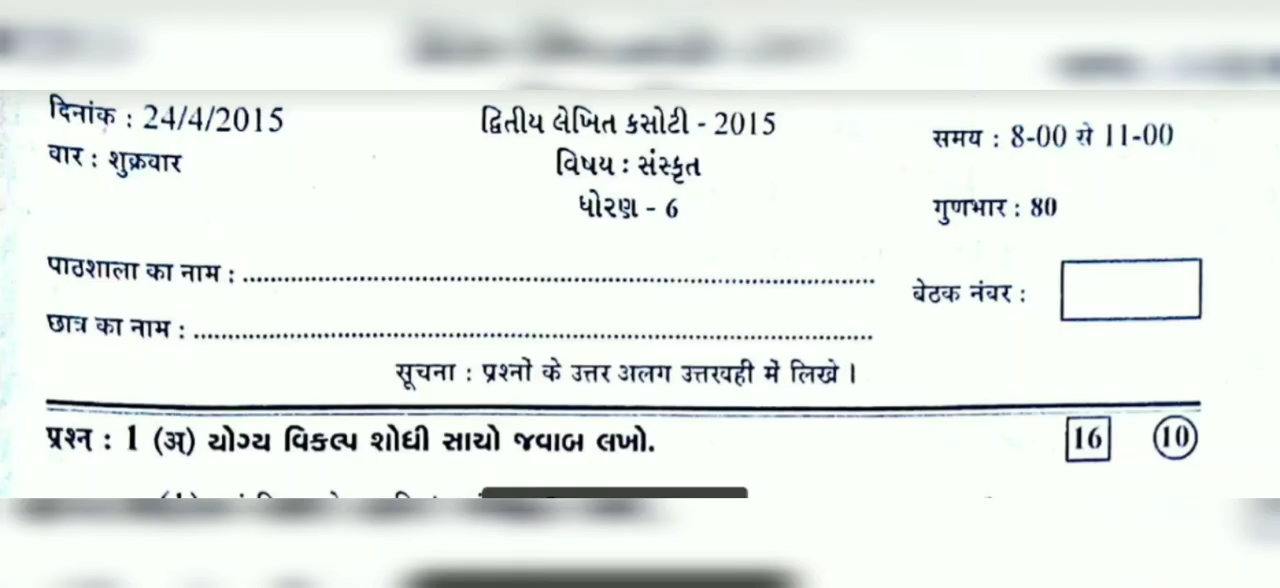 दिनांक : 24/4/2015
દ્વિતીય લેખિત કસોટી - 2015
समय : 8-00 से 11-00
वार : शुक्रवार
વિષય : સંસ્કૃત
ધોરણ - 6
गुणभार : 80
पाठशाला का नाम :
बेठक नंबर :
छात्र का नाम :
सूचना : प्रश्नों के उत्तर अलग उत्तरवही में लिखे ।
प्रश्न : 1 (अ) યોગ્ય વિકલ્પ શોધી સાચો જવાબ લખો. 16 10